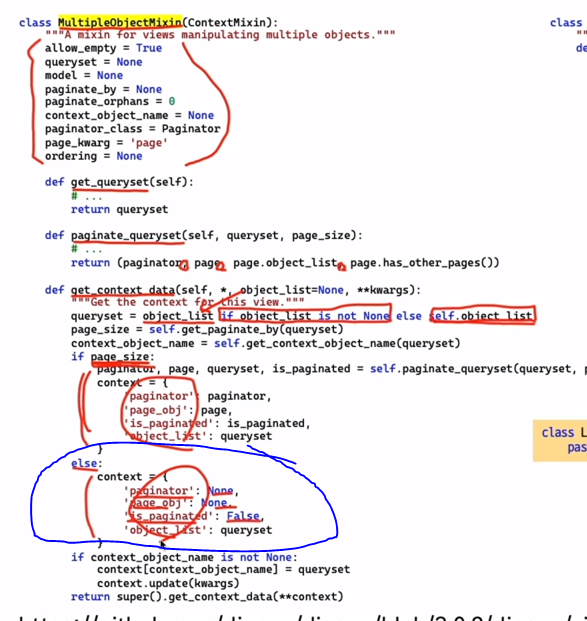 class MultipleObjectMixin(ContextMixin):
    """A mixin for views manipulating multiple objects."""
    allow_empty = True
    queryset = None
    model = None
    paginate_by = None
    paginate_orphans = 0
    context_object_name = None
    paginator_class = Paginator
    page_kwarg = 'page'
    ordering = None
    def get_queryset(self):
        # ...
        return queryset
    def paginate_queryset(self, queryset, page_size):
        # ...
        return (paginator, page, page.object_list, page.has_other_pages())
    def get_context_data(self, *, object_list=None, **kwargs):
        """Get the context for this view."""
        queryset = object_list if object_list is not None else self.object_list
        page_size = self.get_paginate_by(queryset)
        context_object_name = self.get_context_object_name(queryset)
        if page_size:
            paginator, page, queryset, is_paginated = self.paginate_queryset(queryset, p
            context = {
                'paginator': paginator,
                'page_obj': page,
                'is_paginated': is_paginated,
                'object_list': queryset
            }
        else:
            context = {
                'paginator': None,
                'page_obj': None,
                'is_paginated': False,
                'object_list': queryset
            }
        if context_object_name is not None:
            context[context_object_name] = queryset
            context.update(kwargs)
        return super().get_context_data(**context)
class
""
de
class L
pas